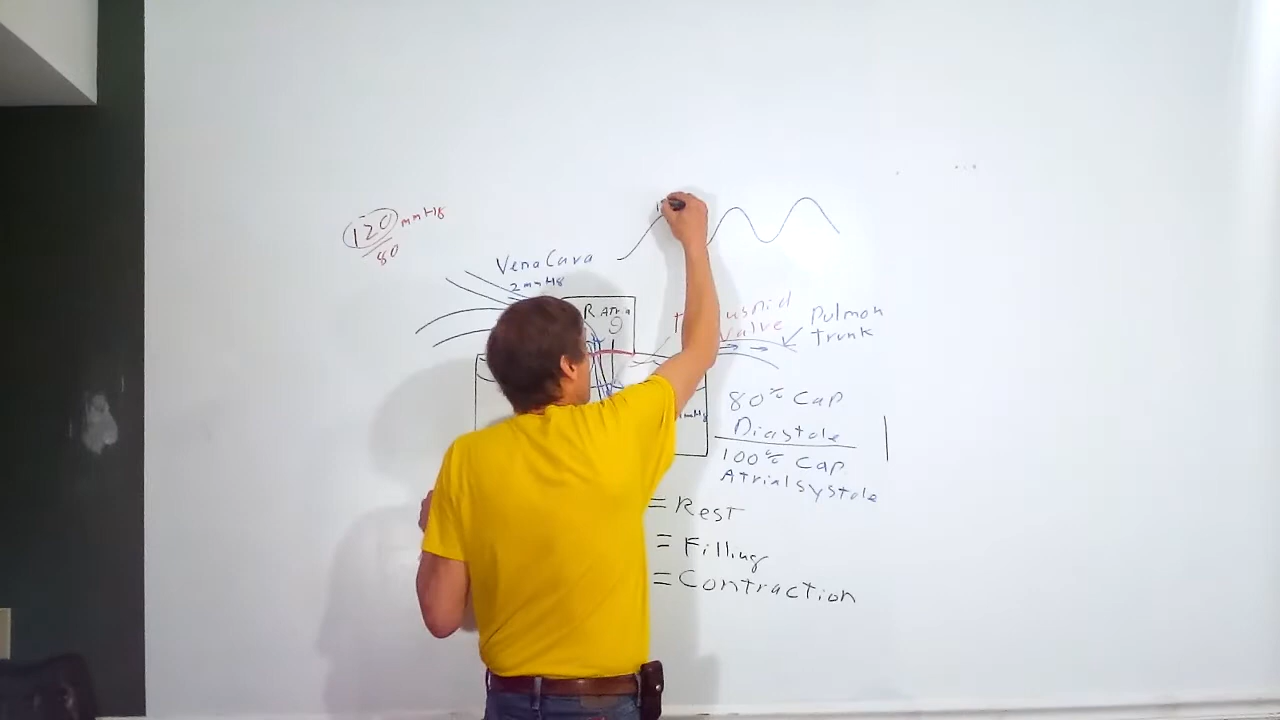 120 mmHg
80
Vena Cava
2 mmHg
R Atria
Valve
Pulmon
trunk
80% Cap
Diastole
100% Cap
Atrial systole
= Rest
= Filling
= Contraction